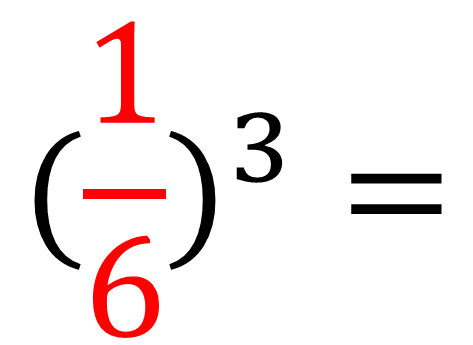 (1/6)³ =